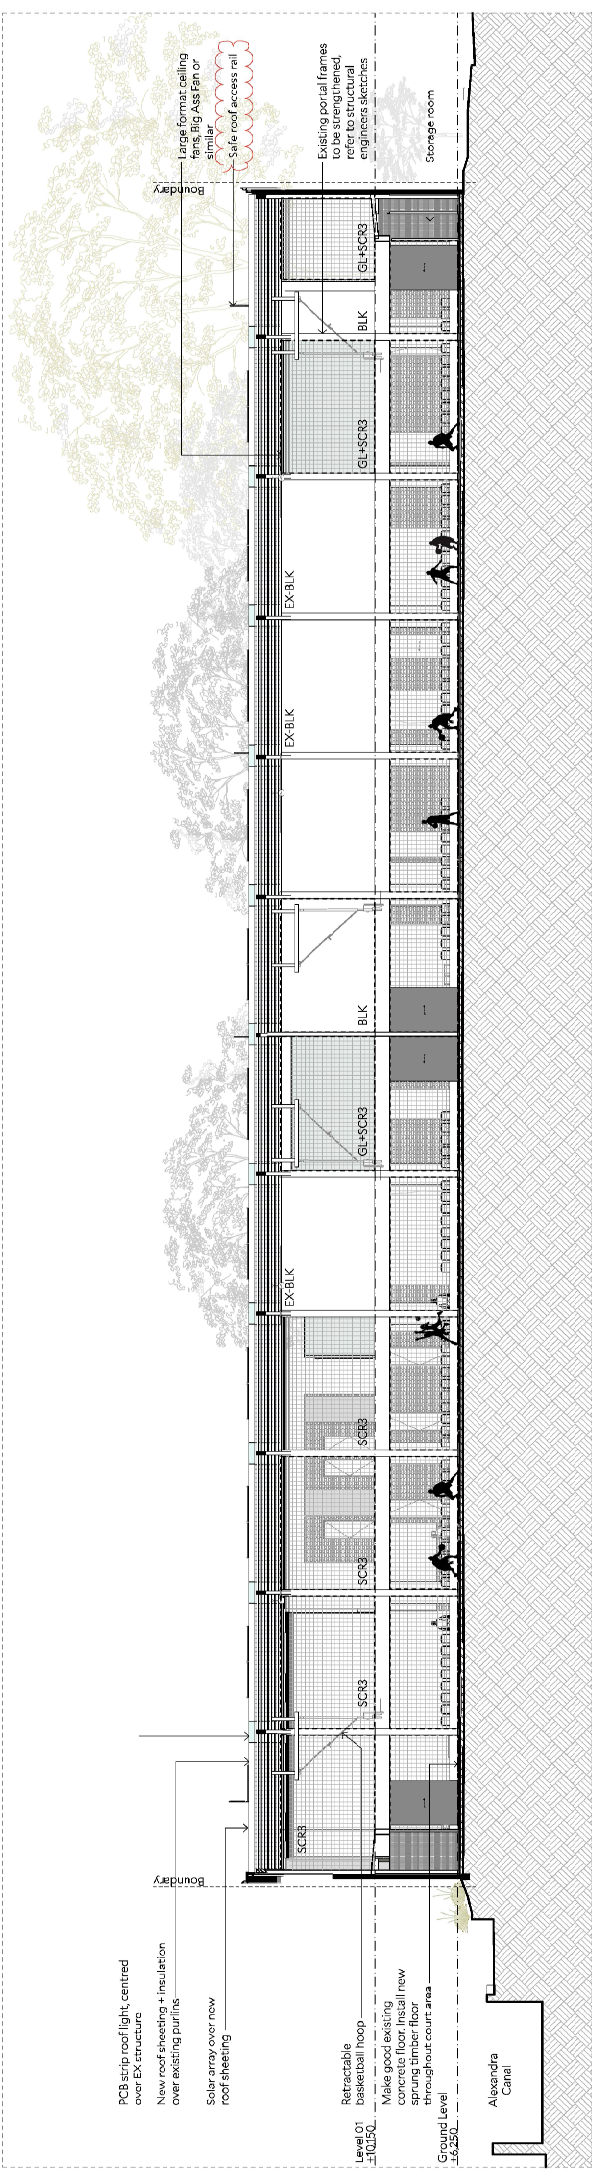 PCB strip roof light, centred
over EX structure
New roof sheeting + insulation
over existing purlins
Solar array over new
roof sheeting
Retractable
basketball hoop
Level 01
±10,150
Make good existing
concrete floor. Install new
sprung timber floor
throughout court area
Ground Level
±6,250
Alexandra
Canal
Boundary
SCR3
SCR3
SCR3
SCR3
EX-BLK
GL+SCR3
BLK
EX-BLK
EX-BLK
GL+SCR3
BLK
GL+SCR3
Boundary
Large format ceiling
fans, Big Ass Fan or
similar
Safe roof access rail
Existing portal frames
to be strengthened,
refer to structural
engineers sketches
Storage room